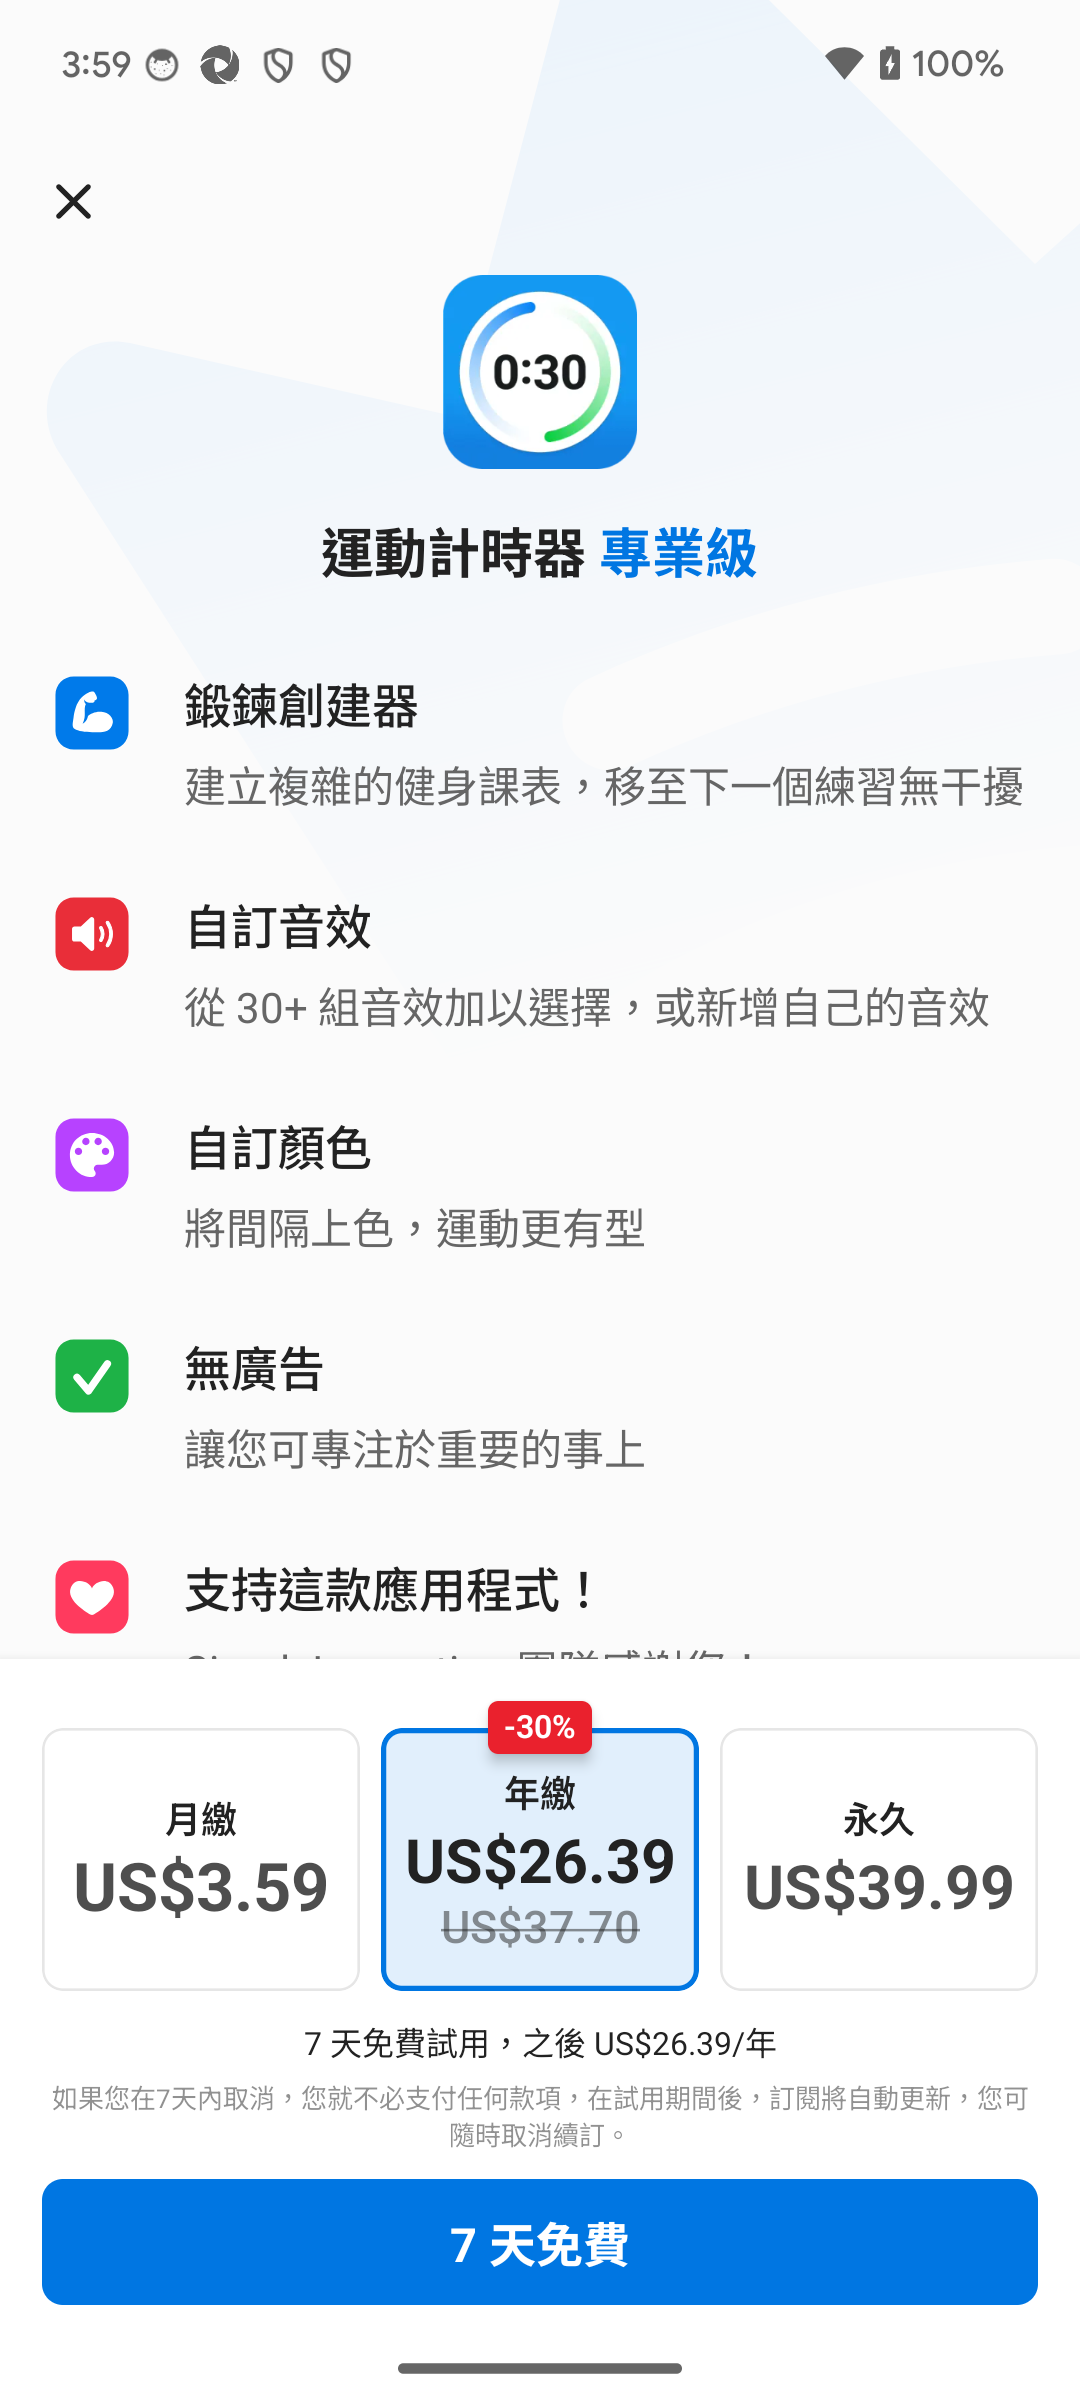 3:59
100%
0:30
運動計時器 專業級
鍛鍊創建器
建立複雜的健身課表，移至下一個練習無干擾
自訂音效
從 30+ 組音效加以選擇，或新增自己的音效
自訂顏色
將間隔上色，運動更有型
無廣告
讓您可專注於重要的事上
支持這款應用程式！
-30%
月繳
US$3.59
年繳
US$26.39
US$37.70
永久
US$39.99
7 天免費試用，之後 US$26.39/年
如果您在7天內取消，您就不必支付任何款項，在試用期間後，訂閱將自動更新，您可
隨時取消續訂。
7 天免費